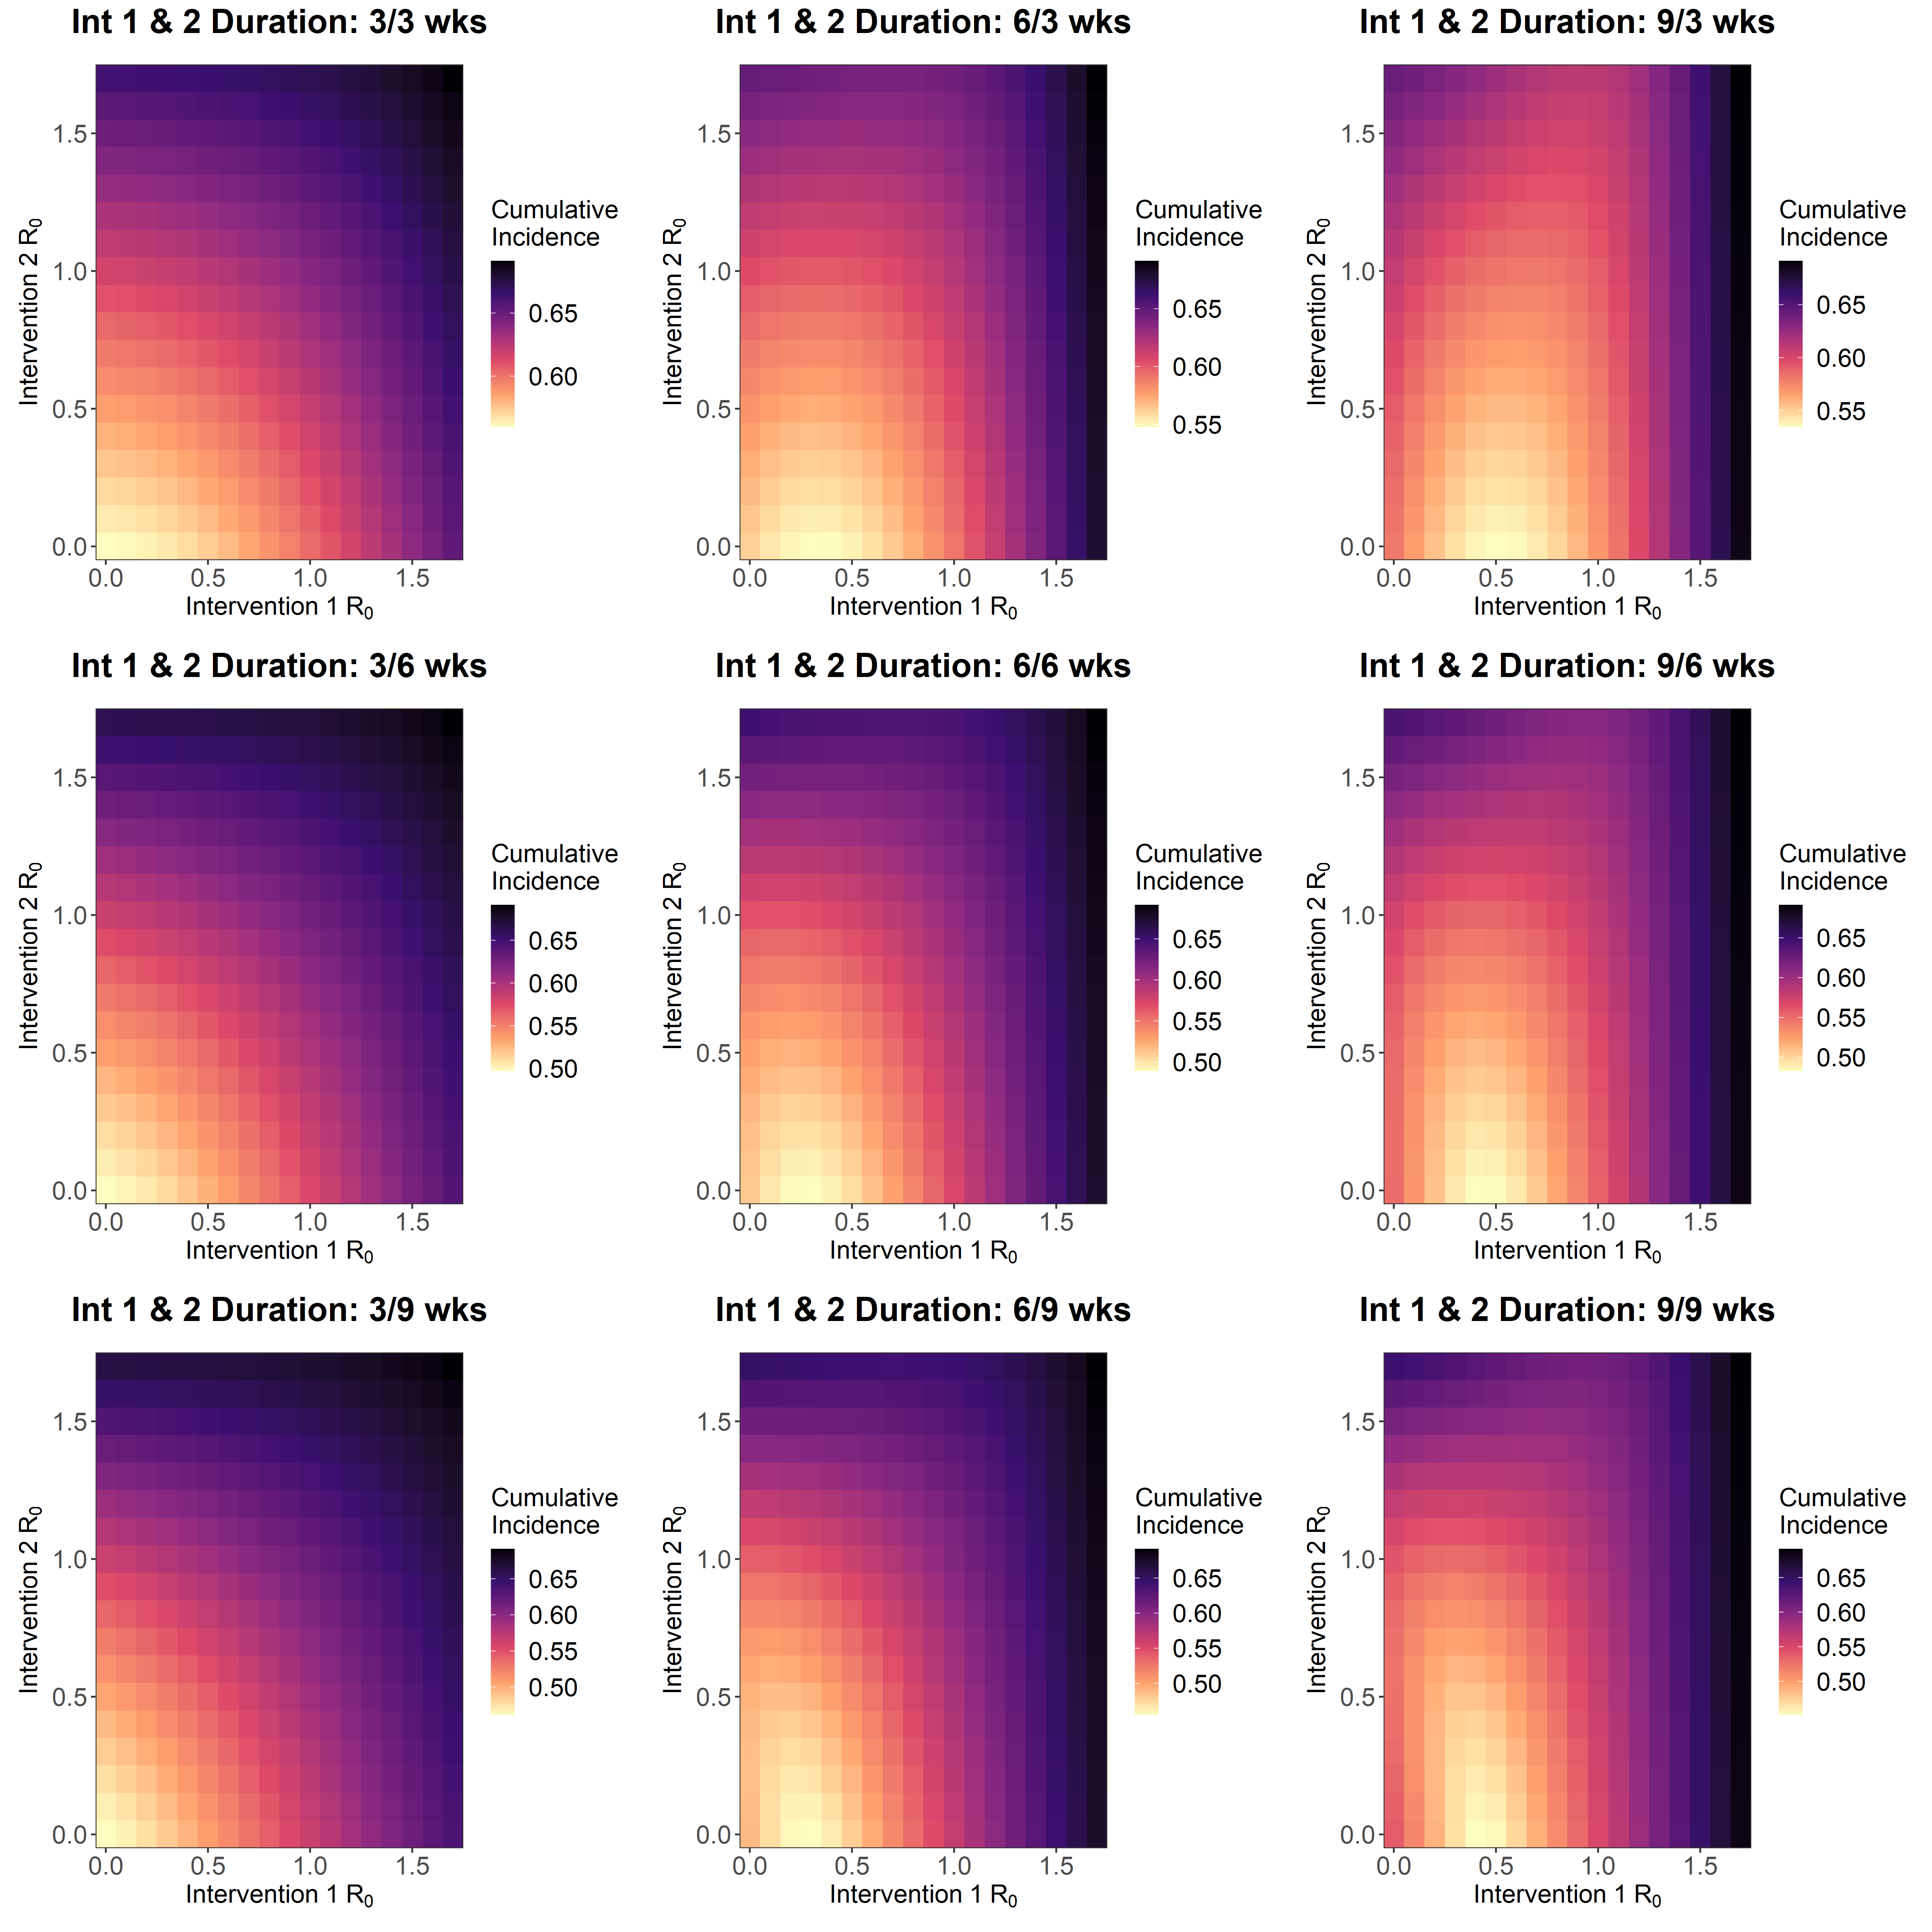 Int 1 & 2 Duration: 3/3 wks
Intervention 2 R0
1.5
1.0
0.5
0.0
0.0 0.5 1.0 1.5
Intervention 1 R0
Cumulative
Incidence
0.65
0.60
Int 1 & 2 Duration: 6/3 wks
Intervention 2 R0
1.5
1.0
0.5
0.0
0.0 0.5 1.0 1.5
Intervention 1 R0
Cumulative
Incidence
0.65
0.60
0.55
Int 1 & 2 Duration: 9/3 wks
Intervention 2 R0
1.5
1.0
0.5
0.0
0.0 0.5 1.0 1.5
Intervention 1 R0
Cumulative
Incidence
0.65
0.60
0.55
Int 1 & 2 Duration: 3/6 wks
Intervention 2 R0
1.5
1.0
0.5
0.0
0.0 0.5 1.0 1.5
Intervention 1 R0
Cumulative
Incidence
0.65
0.60
0.55
0.50
Int 1 & 2 Duration: 6/6 wks
Intervention 2 R0
1.5
1.0
0.5
0.0
0.0 0.5 1.0 1.5
Intervention 1 R0
Cumulative
Incidence
0.65
0.60
0.55
0.50
Int 1 & 2 Duration: 9/6 wks
Intervention 2 R0
1.5
1.0
0.5
0.0
0.0 0.5 1.0 1.5
Intervention 1 R0
Cumulative
Incidence
0.65
0.60
0.55
0.50
Int 1 & 2 Duration: 3/9 wks
Intervention 2 R0
1.5
1.0
0.5
0.0
0.0 0.5 1.0 1.5
Intervention 1 R0
Cumulative
Incidence
0.65
0.60
0.55
0.50
Int 1 & 2 Duration: 6/9 wks
Intervention 2 R0
1.5
1.0
0.5
0.0
0.0 0.5 1.0 1.5
Intervention 1 R0
Cumulative
Incidence
0.65
0.60
0.55
0.50
Int 1 & 2 Duration: 9/9 wks
Intervention 2 R0
1.5
1.0
0.5
0.0
0.0 0.5 1.0 1.5
Intervention 1 R0
Cumulative
Incidence
0.65
0.60
0.55
0.50